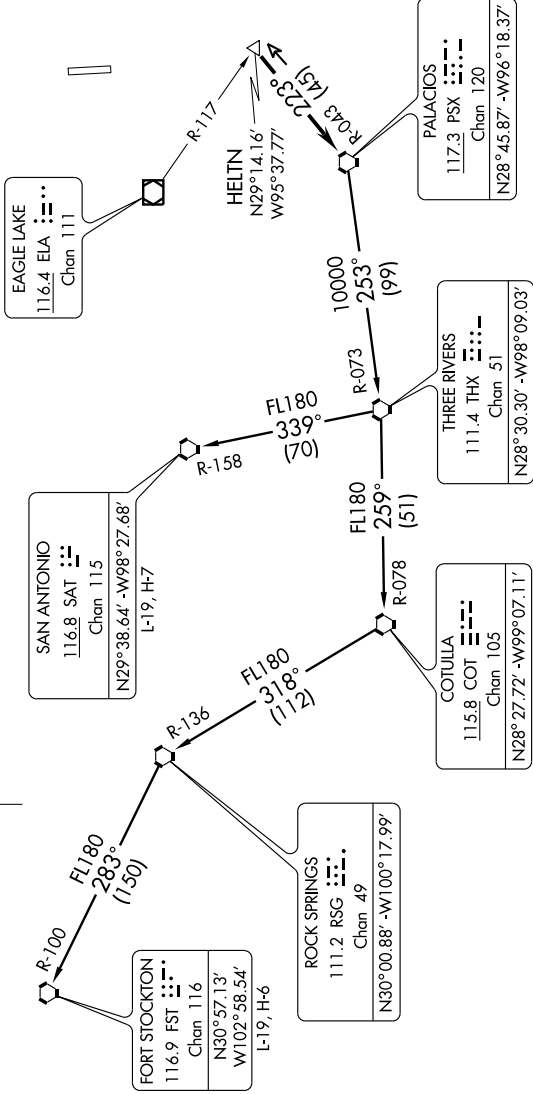 EAGLE LAKE
116.4 ELA
Chan 111
R-117
HELTN
N29°14.16'
W95°37.77'
223°
(45)
R-043
PALACIOS
117.3 PSX
Chan 120
N28°45.87'-W96°18.37'
10000
253°
(99)
R-073
THREE RIVERS
111.4 THX
Chan 51
N28°30.30'-W98°09.03'
FL180
339°
(70)
R-158
SAN ANTONIO
116.8 SAT
Chan 115
N29°38.64'-W98°27.68'
L-19, H-7
FL180
259°
(51)
R-078
COTULLA
115.8 COT
Chan 105
N28°27.72'-W99°07.11'
FL180
318°
(112)
R-136
ROCK SPRINGS
111.2 RSG
Chan 49
N30°00.88'-W100°17.99'
FL180
283°
(150)
R-100
FORT STOCKTON
116.9 FST
Chan 116
N30°57.13'
W102°58.54'
L-19, H-6